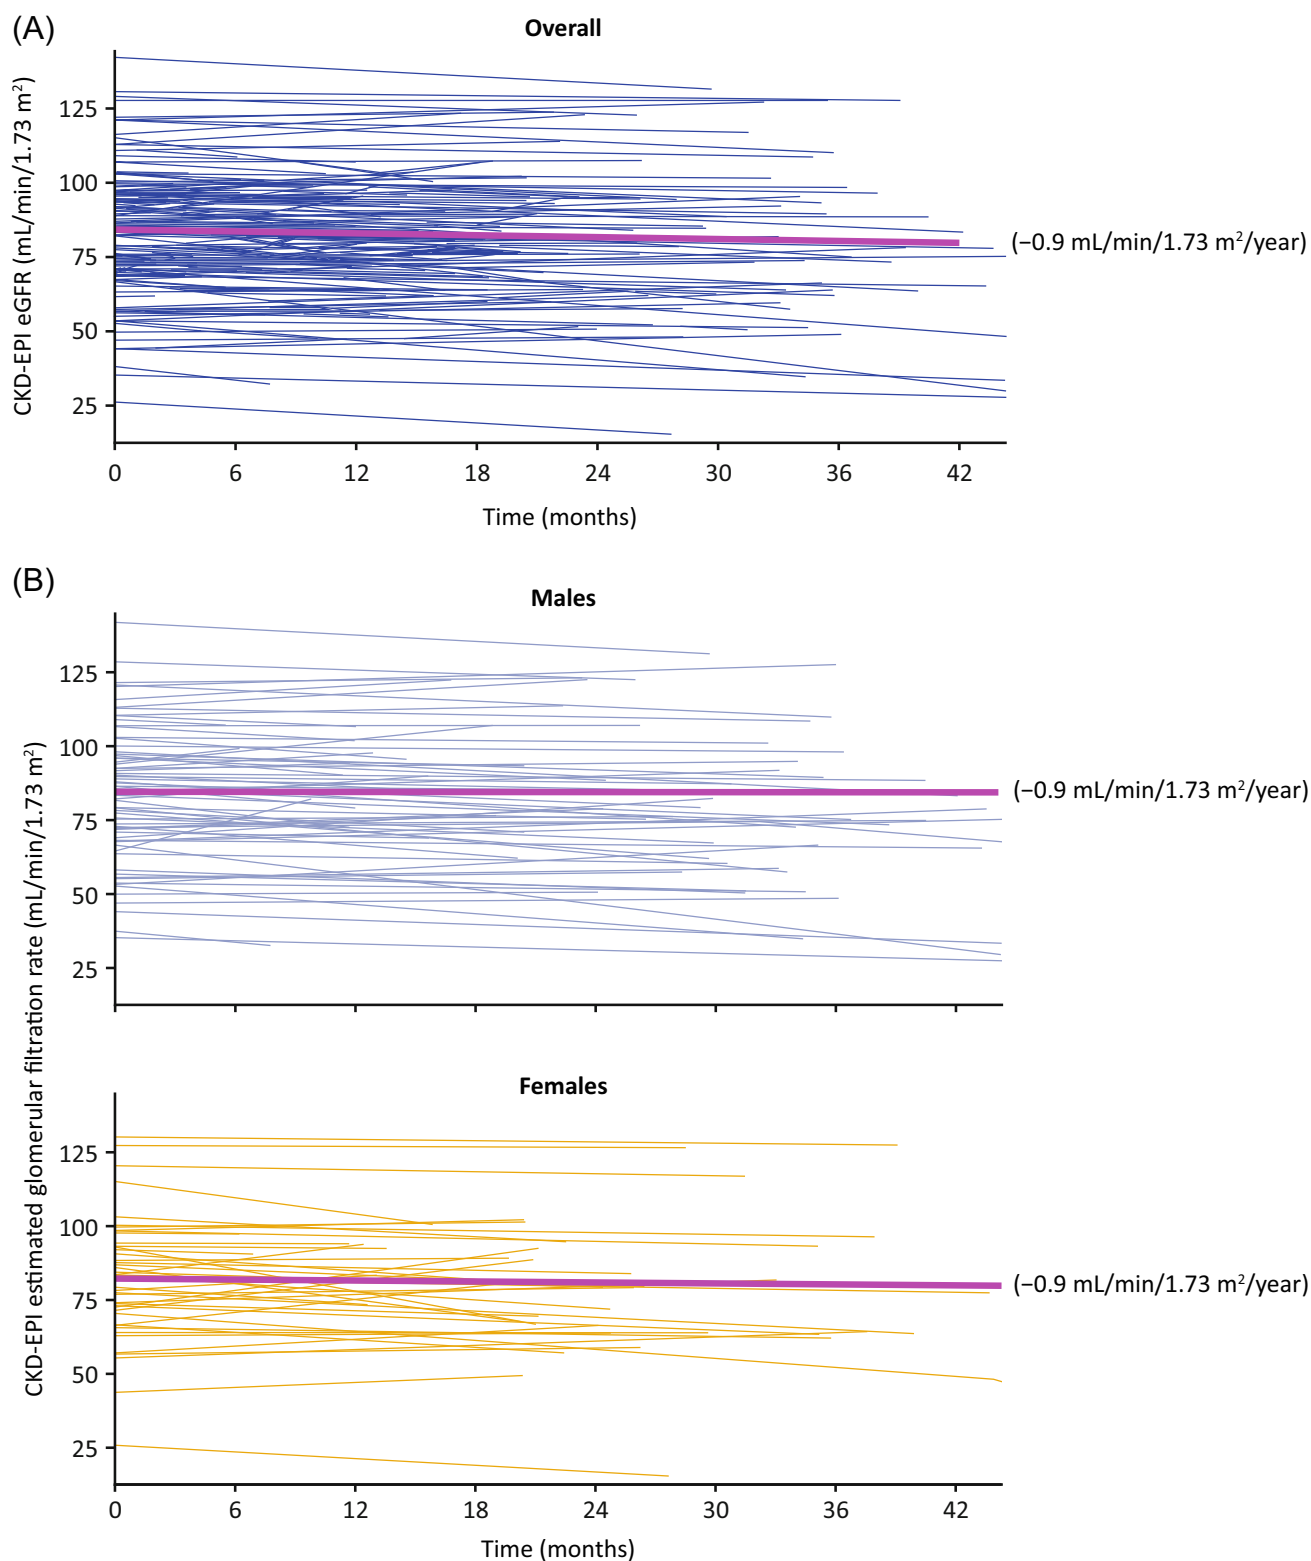 (A)
Overall
CKD-EPI eGFR (mL/min/1.73 m²)
125
100
75
50
25
(−0.9 mL/min/1.73 m²/year)
0 6 12 18 24 30 36 42
Time (months)
(B)
CKD-EPI estimated glomerular filtration rate (mL/min/1.73 m²)
Males
125
100
75
50
25
(−0.9 mL/min/1.73 m²/year)
Females
125
100
75
50
25
(−0.9 mL/min/1.73 m²/year)
0 6 12 18 24 30 36 42
Time (months)